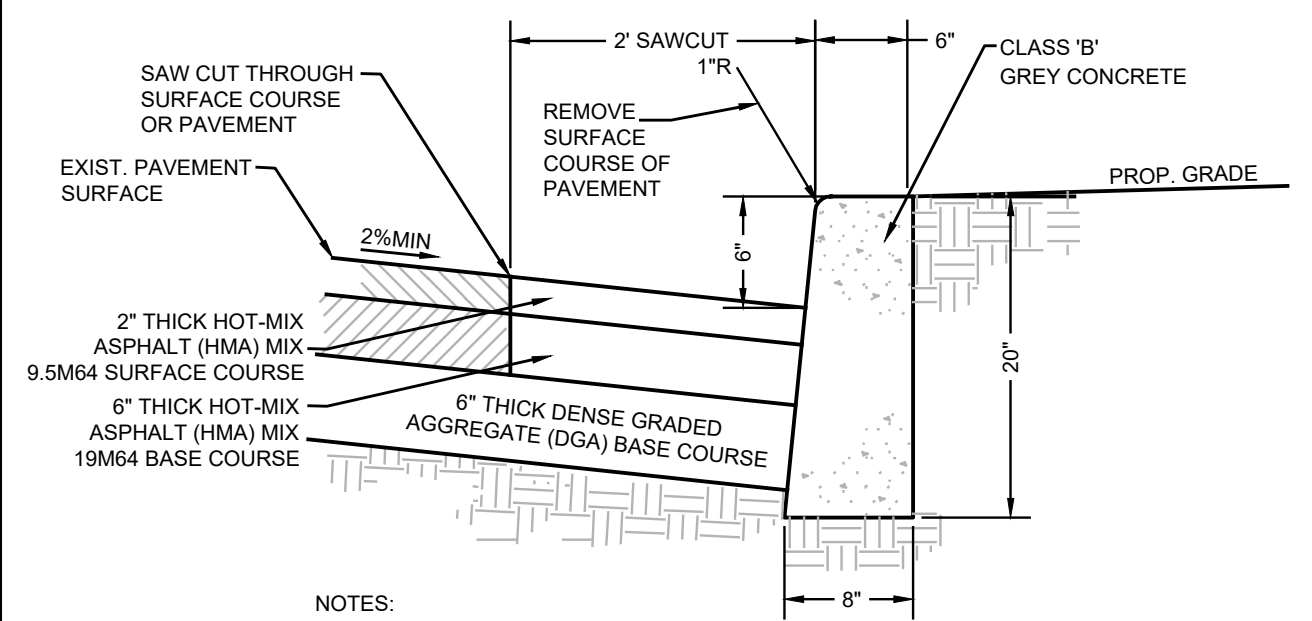 2' SAWCUT
6"
1"R
CLASS 'B'
GREY CONCRETE
SAW CUT THROUGH
SURFACE COURSE
OR PAVEMENT
REMOVE
SURFACE
COURSE OF
PAVEMENT
EXIST. PAVEMENT
SURFACE
PROP. GRADE
2%MIN
6"
2" THICK HOT-MIX
ASPHALT (HMA) MIX
9.5M64 SURFACE COURSE
20"
6" THICK HOT-MIX
ASPHALT (HMA) MIX
19M64 BASE COURSE
6" THICK DENSE GRADED
AGGREGATE (DGA) BASE COURSE
8"
NOTES: